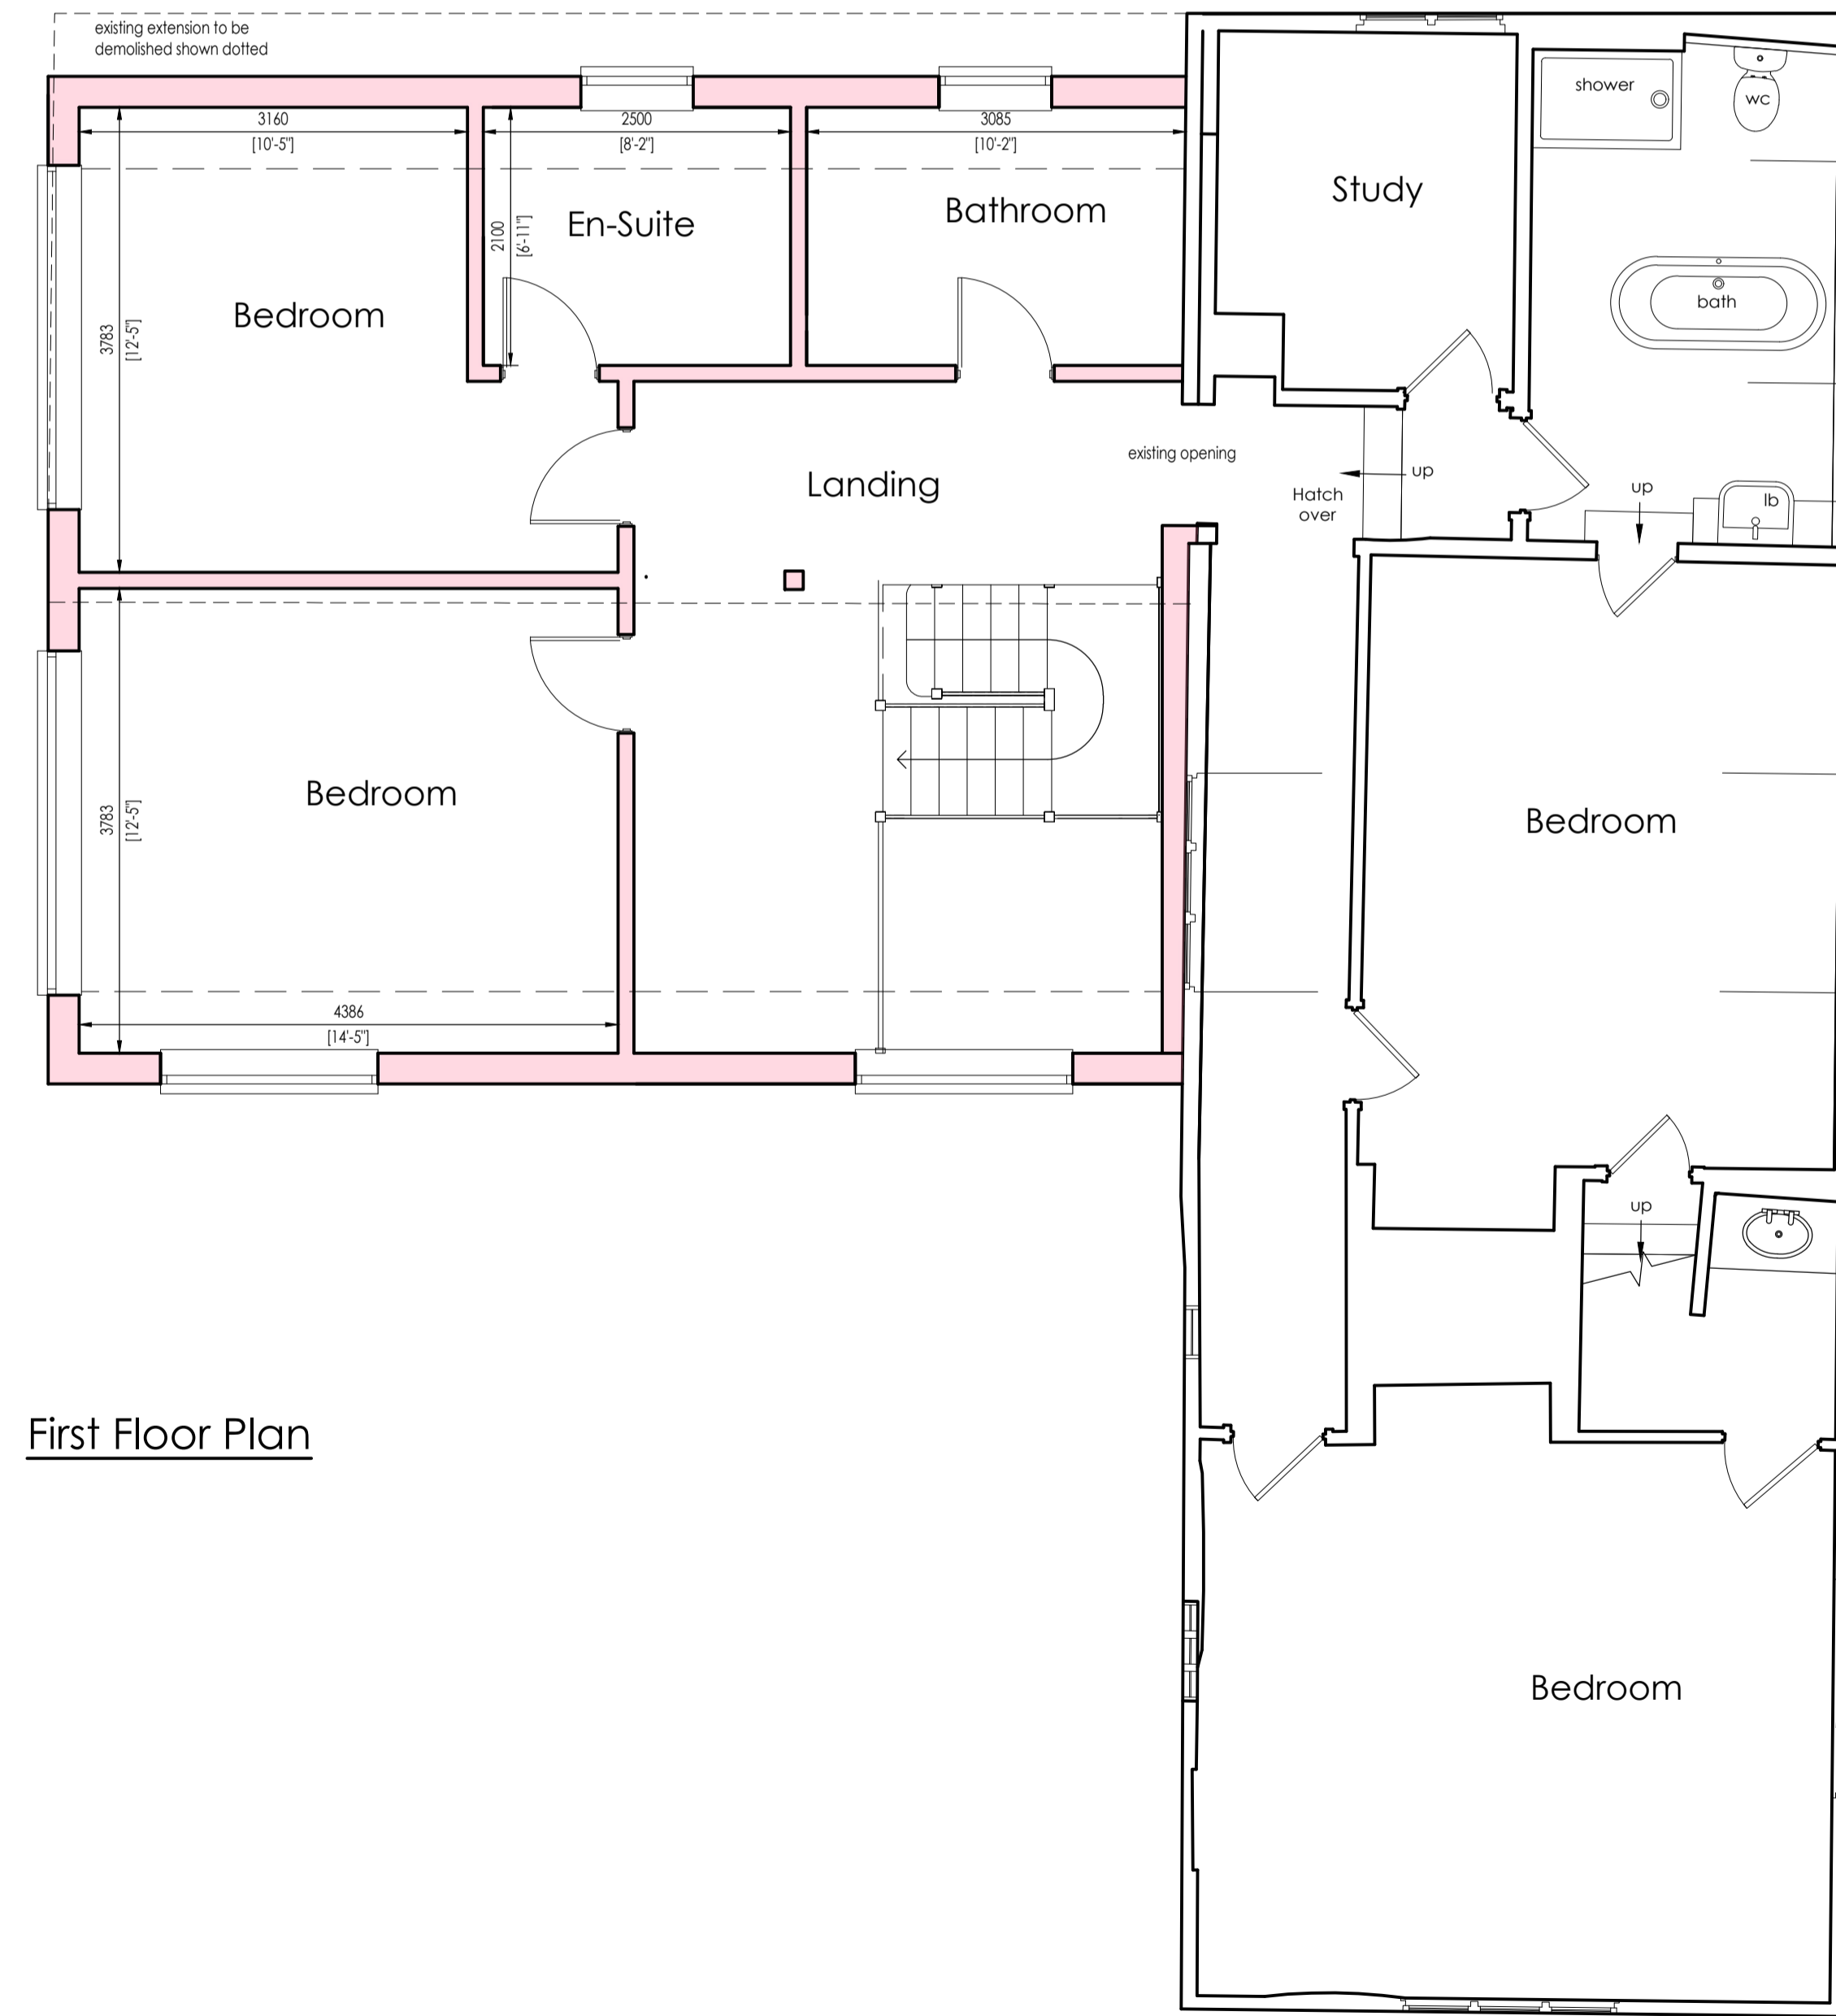 existing extension to be
demolished shown dotted
3160
[10'-5"]
2500
[8'-2"]
3085
[10'-2"]
shower
wc
Study
Bathroom
En-Suite
2100
[6'-11"]
Bedroom
3783
[12'-5"]
bath
existing opening
Landing
up
Hatch
over
up
lb
Bedroom
3783
[12'-5"]
Bedroom
4386
[14'-5"]
up
First Floor Plan
Bedroom